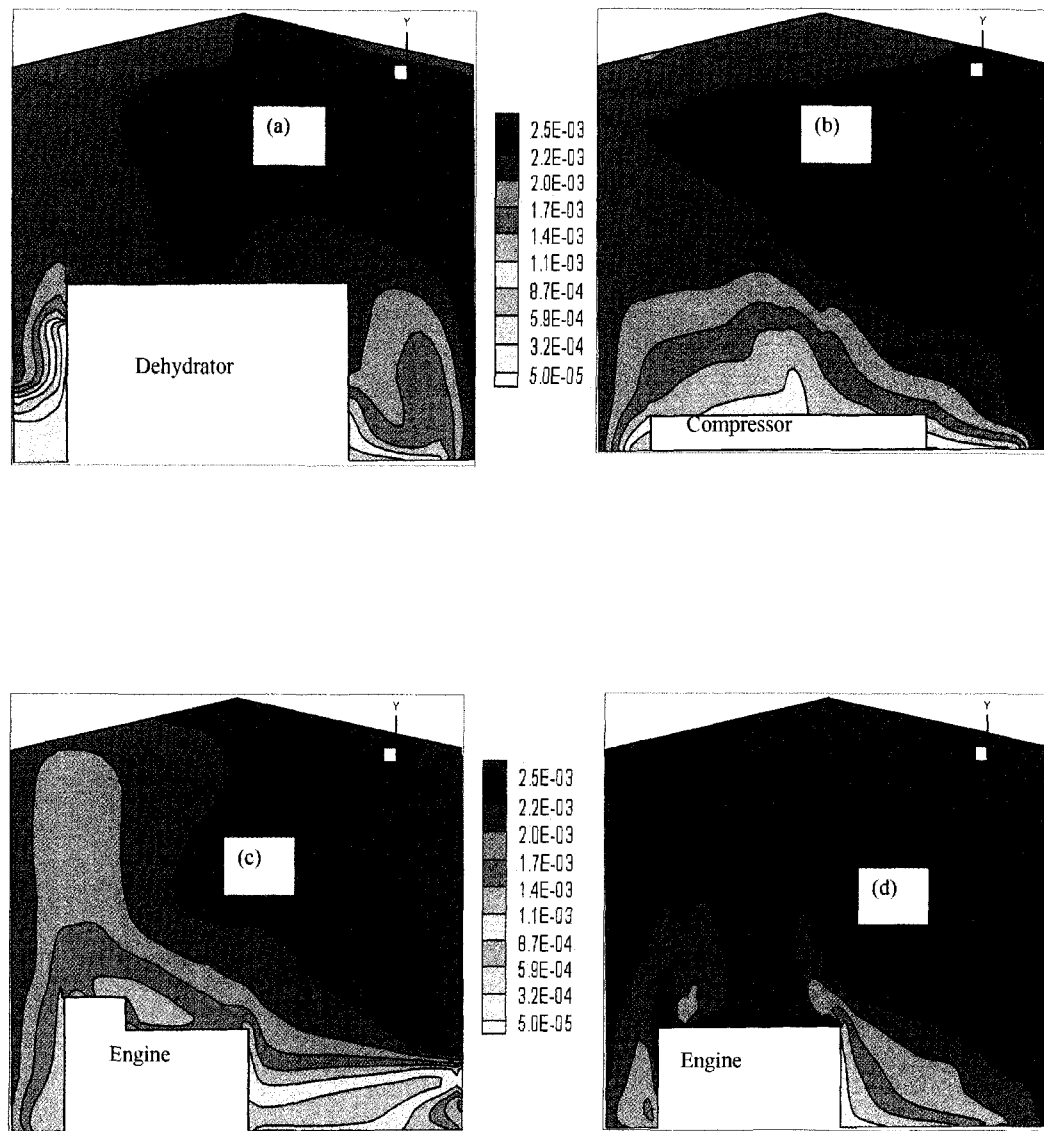 Y
(a)
Dehydrator
2.5E-03
2.2E-03
2.0E-03
1.7E-03
1.4E-03
1.1E-03
8.7E-04
5.9E-04
3.2E-04
5.0E-05
Y
(b)
Compressor
Y
(c)
Engine
2.5E-03
2.2E-03
2.0E-03
1.7E-03
1.4E-03
1.1E-03
8.7E-04
5.9E-04
3.2E-04
5.0E-05
Y
(d)
Engine